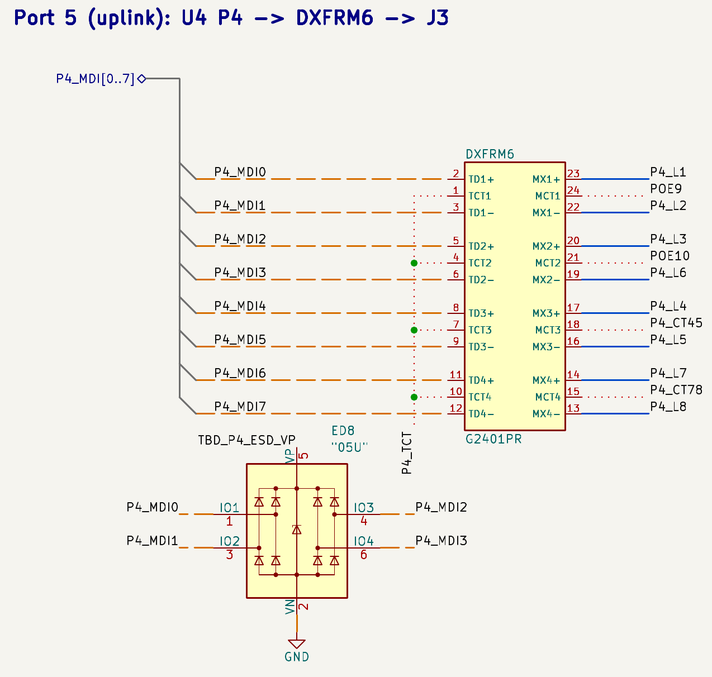 Port 5 (uplink): U4 P4 -> DXFRM6 -> J3
P4_MDI[0..7]
DXFRM6
P4_MDI0 2 TD1+ MX1+ 23 P4_L1
1 TCT1 MCT1 24 POE9
P4_MDI1 3 TD1- MX1- 22 P4_L2
P4_MDI2 5 TD2+ MX2+ 20 P4_L3
4 TCT2 MCT2 21 POE10
P4_MDI3 6 TD2- MX2- 19 P4_L6
P4_MDI4 8 TD3+ MX3+ 17 P4_L4
7 TCT3 MCT3 18 P4_CT45
P4_MDI5 9 TD3- MX3- 16 P4_L5
P4_MDI6 11 TD4+ MX4+ 14 P4_L7
10 TCT4 MCT4 15 P4_CT78
P4_MDI7 12 TD4- MX4- 13 P4_L8
G2401PR
P4_TCT
ED8
"05U"
TBD_P4_ESD_VP
VP 5
P4_MDI0 IO1 1 IO3 4 P4_MDI2
P4_MDI1 IO2 3 IO4 6 P4_MDI3
VN 2
GND